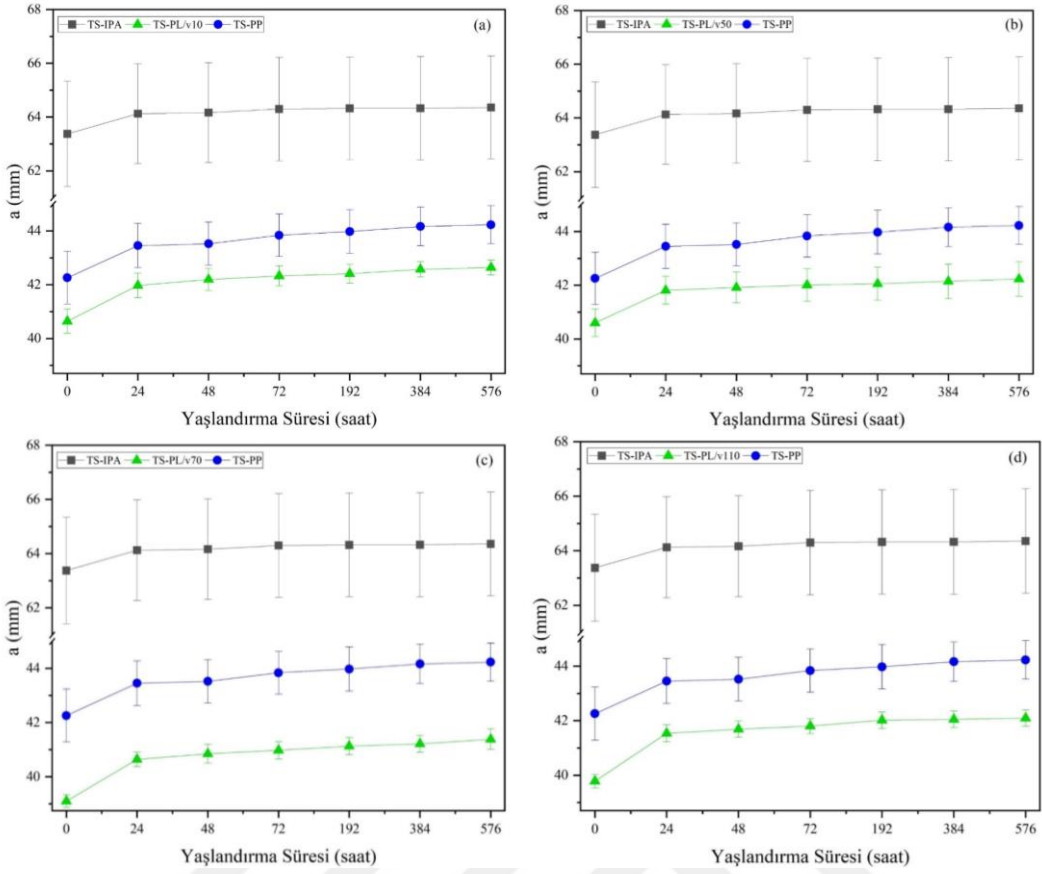 TS-IPA TS-PL/v10 TS-PP (a)
68
66
64
62
44
42
40
a (mm)
0 24 48 72 192 384 576
Yaşlandırma Süresi (saat)
TS-IPA TS-PL/v50 TS-PP (b)
68
66
64
62
44
42
40
a (mm)
0 24 48 72 192 384 576
Yaşlandırma Süresi (saat)
TS-IPA TS-PL/v70 TS-PP (c)
68
66
64
62
44
42
40
a (mm)
0 24 48 72 192 384 576
Yaşlandırma Süresi (saat)
TS-IPA TS-PL/v110 TS-PP (d)
68
66
64
62
44
42
40
a (mm)
0 24 48 72 192 384 576
Yaşlandırma Süresi (saat)